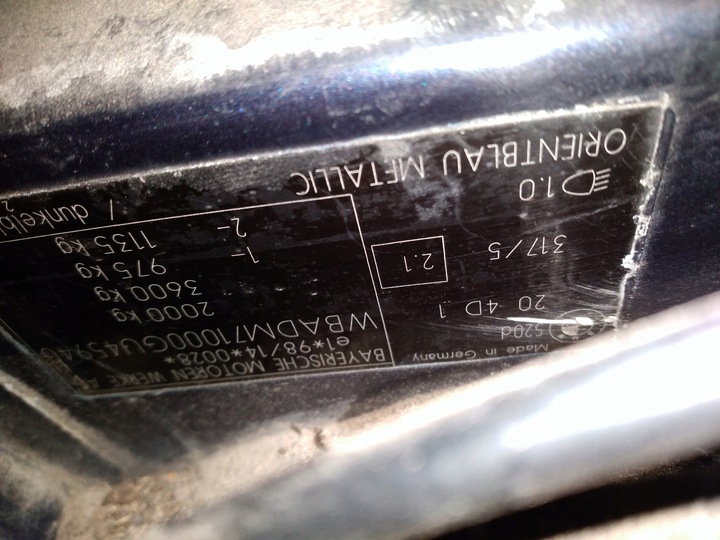 BAYERISCHE MOTOREN WERKE AG
e1*98/14*0028*
2000 kg
3600 kg
1- 975 kg
2- 1135 kg
Made in Germany
520d
20 4D 1
2.1
317/5
1.0
ORIENTBLAU METALLIC
/